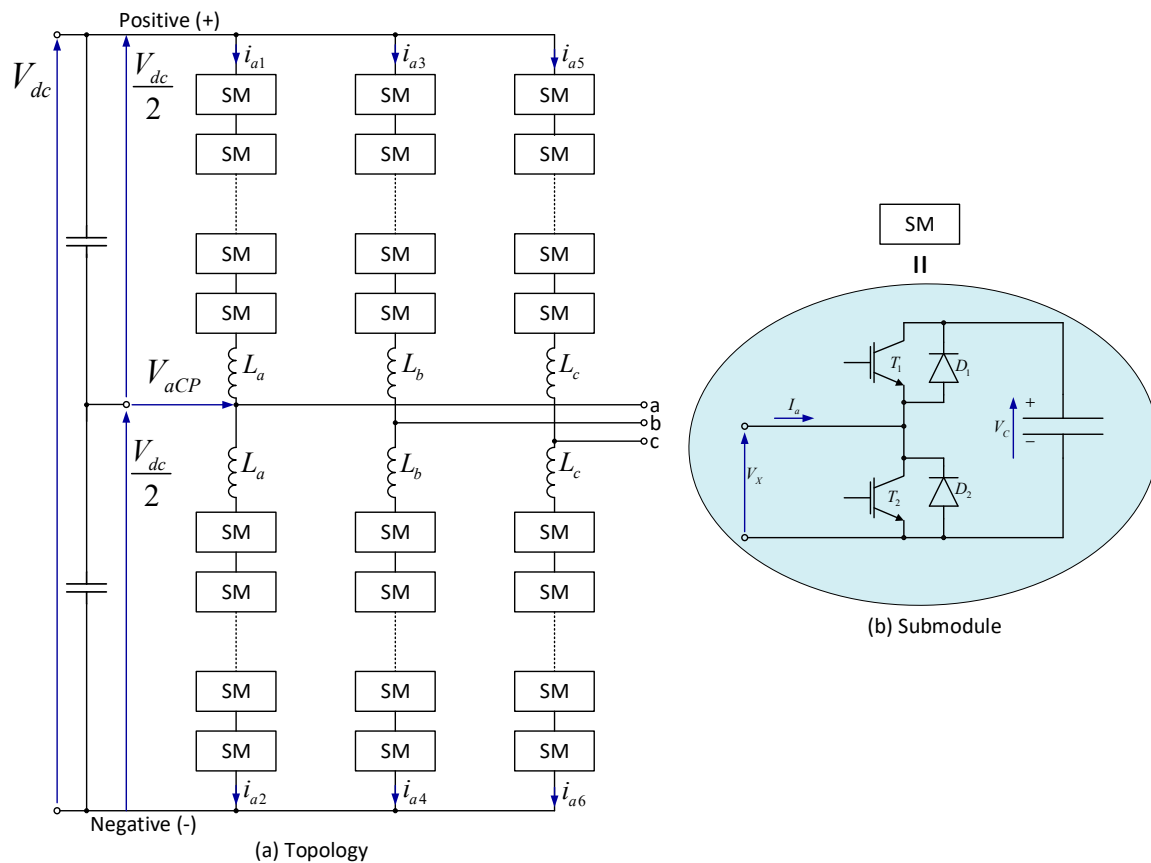 Positive (+)
V_dc
V_dc/2
i_a1
i_a3
i_a5
SM SM SM
SM SM SM
SM SM SM
SM SM SM
L_a
L_b
L_c
V_aCP
a
b
c
V_dc/2
L_a
L_b
L_c
SM SM SM
SM SM SM
SM SM SM
SM SM SM
i_a2
i_a4
i_a6
Negative (-)
(a) Topology
SM
=
T_1
D_1
I_a
V_C
+
−
V_X
T_2
D_2
(b) Submodule